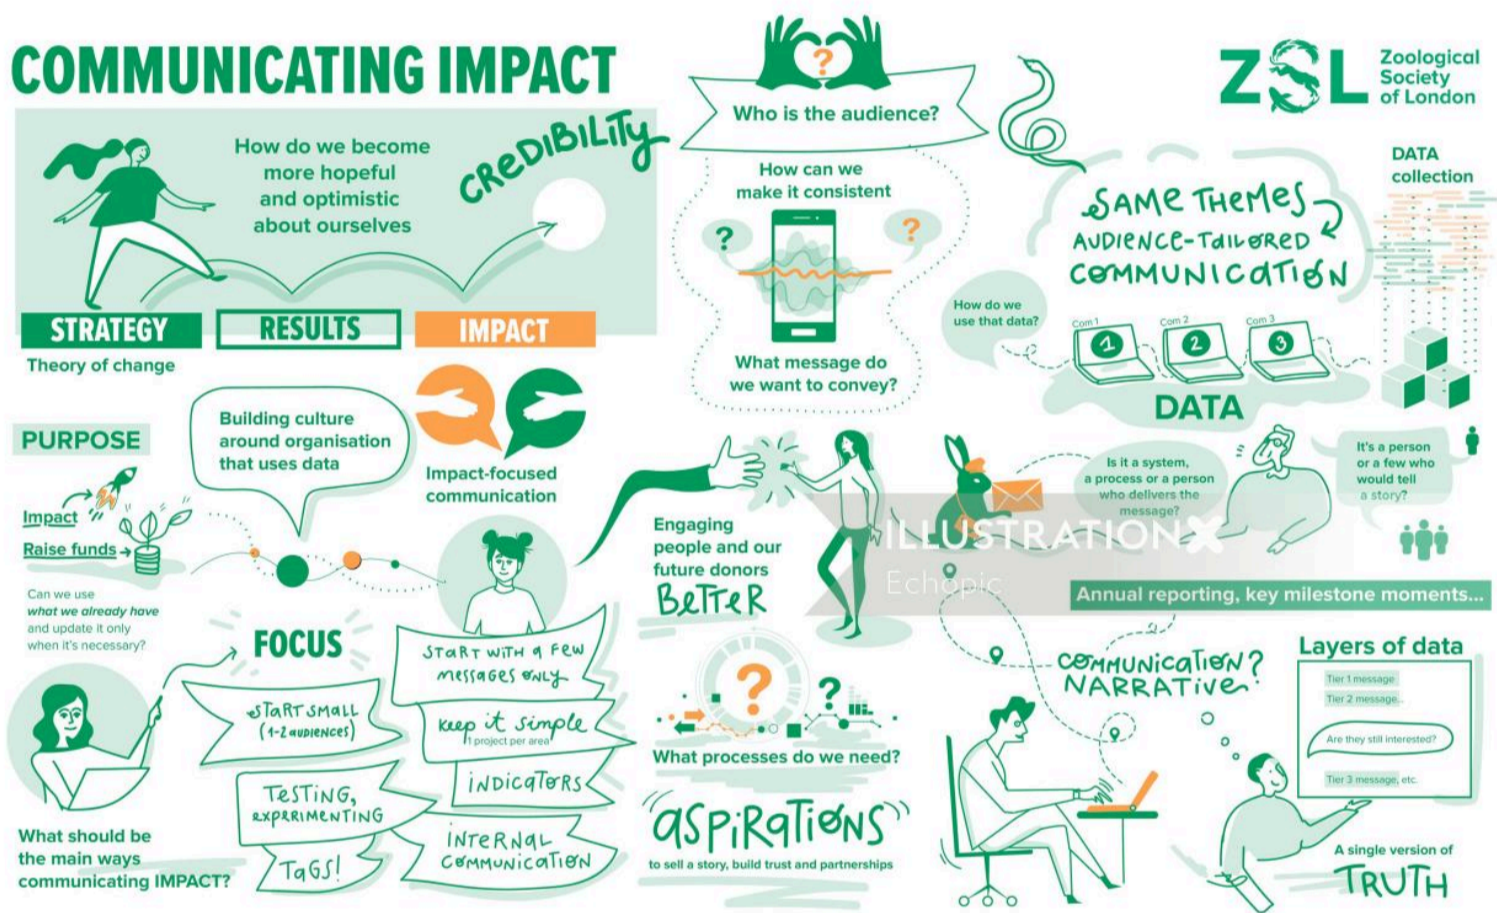 COMMUNICATING IMPACT
How do we become
more hopeful
and optimistic
about ourselves
CREDIBILITY
STRATEGY
RESULTS
IMPACT
Theory of change
PURPOSE
Impact
Raise funds
Can we use
what we already have
and update it only
when it's necessary?
Building culture
around organisation
that uses data
Impact-focused
communication
What should be
the main ways
communicating IMPACT?
FOCUS
START SMALL
(1-2 AUDIENCES)
TESTING,
EXPERIMENTING
TAGS!
START WITH A FEW
MESSAGES ONLY
KEEP IT SIMPLE
1 project per area
INDICATORS
INTERNAL
COMMUNICATION
?
Who is the audience?
How can we
make it consistent
?
?
What message do
we want to convey?
Engaging
people and our
future donors
BETTER
?
?
What processes do we need?
"ASPIRATIONS"
to sell a story, build trust and partnerships
ZSL
Zoological
Society
of London
SAME THEMES
AUDIENCE-TAILORED
COMMUNICATION
DATA
collection
How do we
use that data?
Com 1
Com 2
Com 3
1
2
3
DATA
Is it a system,
a process or a person
who delivers the
message?
It's a person
or a few who
would tell
a story?
ILLUSTRATIONX
Echopic
Annual reporting, key milestone moments...
COMMUNICATION?
NARRATIVE?
Layers of data
Tier 1 message
Tier 2 message..
Are they still interested?
Tier 3 message, etc.
A single version of
TRUTH